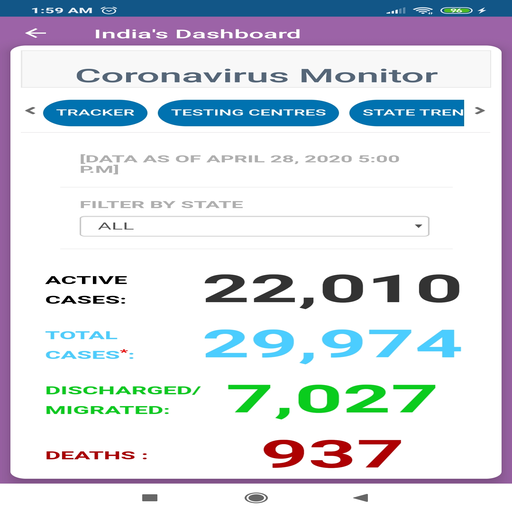 1:59 AM 96
India's Dashboard
Coronavirus Monitor
< TRACKER TESTING CENTRES STATE TREN >
[DATA AS OF APRIL 28, 2020 5:00
P.M]
FILTER BY STATE
ALL
ACTIVE
CASES: 22,010
TOTAL
CASES*: 29,974
DISCHARGED/
MIGRATED: 7,027
DEATHS : 937